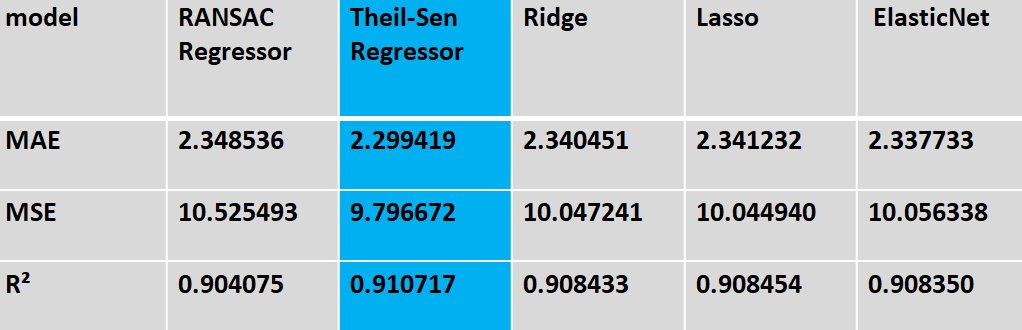 model RANSAC Regressor Theil-Sen Regressor Ridge Lasso ElasticNet
MAE 2.348536 2.299419 2.340451 2.341232 2.337733
MSE 10.525493 9.796672 10.047241 10.044940 10.056338
R² 0.904075 0.910717 0.908433 0.908454 0.908350